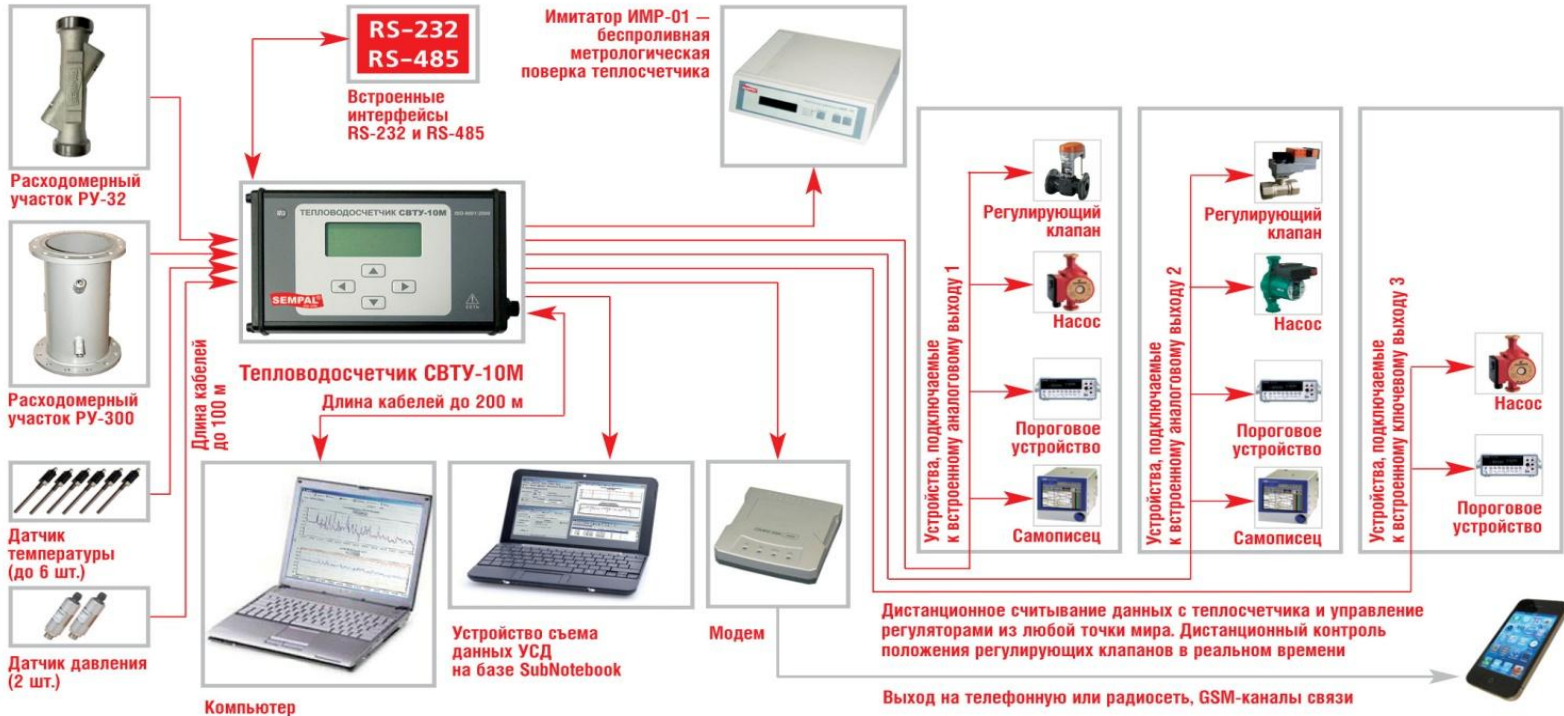 RS-232
RS-485
Встроенные
интерфейсы
RS-232 и RS-485
Имитатор ИМР-01 —
беспроливная
метрологическая
поверка теплосчетчика
Расходомерный
участок РУ-32
Расходомерный
участок РУ-300
Датчик
температуры
(до 6 шт.)
Датчик давления
(2 шт.)
Длина кабелей
до 100 м
ТЕПЛОВОДОСЧЕТЧИК СВТУ-10М
SEMPAL
СЕТЬ
Тепловодосчетчик СВТУ-10М
Длина кабелей до 200 м
Компьютер
Устройство съема
данных УСД
на базе SubNotebook
Модем
Устройства, подключаемые
к встроенному аналоговому выходу 1
Регулирующий
клапан
Насос
Пороговое
устройство
Самописец
Устройства, подключаемые
к встроенному аналоговому выходу 2
Регулирующий
клапан
Насос
Пороговое
устройство
Самописец
Устройства, подключаемые
к встроенному ключевому выходу 3
Насос
Пороговое
устройство
Дистанционное считывание данных с теплосчетчика и управление
регуляторами из любой точки мира. Дистанционный контроль
положения регулирующих клапанов в реальном времени
Выход на телефонную или радиосеть, GSM-каналы связи